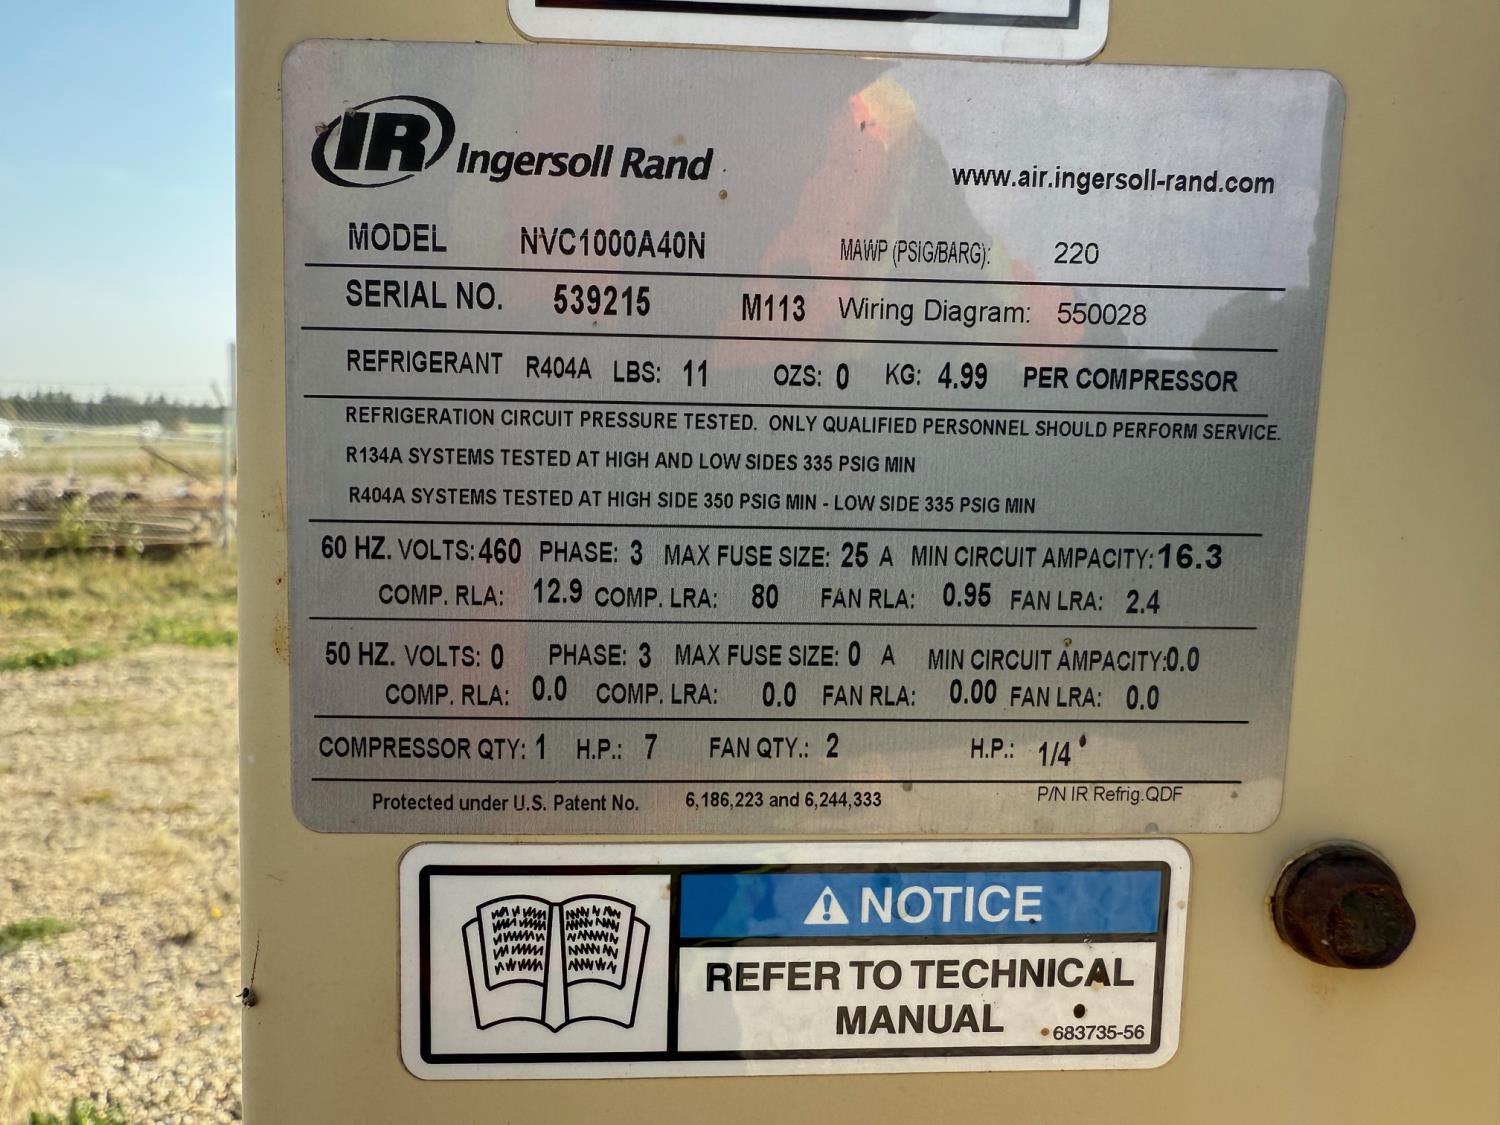 IR Ingersoll Rand
www.air.ingersoll-rand.com
MODEL NVC1000A40N MAWP (PSIG/BARG): 220
SERIAL NO. 539215 M113 Wiring Diagram: 550028
REFRIGERANT R404A LBS: 11 OZS: 0 KG: 4.99 PER COMPRESSOR
REFRIGERATION CIRCUIT PRESSURE TESTED. ONLY QUALIFIED PERSONNEL SHOULD PERFORM SERVICE.
R134A SYSTEMS TESTED AT HIGH AND LOW SIDES 335 PSIG MIN
R404A SYSTEMS TESTED AT HIGH SIDE 350 PSIG MIN - LOW SIDE 335 PSIG MIN
60 HZ. VOLTS: 460 PHASE: 3 MAX FUSE SIZE: 25 A MIN CIRCUIT AMPACITY: 16.3
COMP. RLA: 12.9 COMP. LRA: 80 FAN RLA: 0.95 FAN LRA: 2.4
50 HZ. VOLTS: 0 PHASE: 3 MAX FUSE SIZE: 0 A MIN CIRCUIT AMPACITY: 0.0
COMP. RLA: 0.0 COMP. LRA: 0.0 FAN RLA: 0.00 FAN LRA: 0.0
COMPRESSOR QTY: 1 H.P.: 7 FAN QTY.: 2 H.P.: 1/4
Protected under U.S. Patent No. 6,186,223 and 6,244,333 P/N IR Refrig.QDF
NOTICE
REFER TO TECHNICAL
MANUAL
683735-56